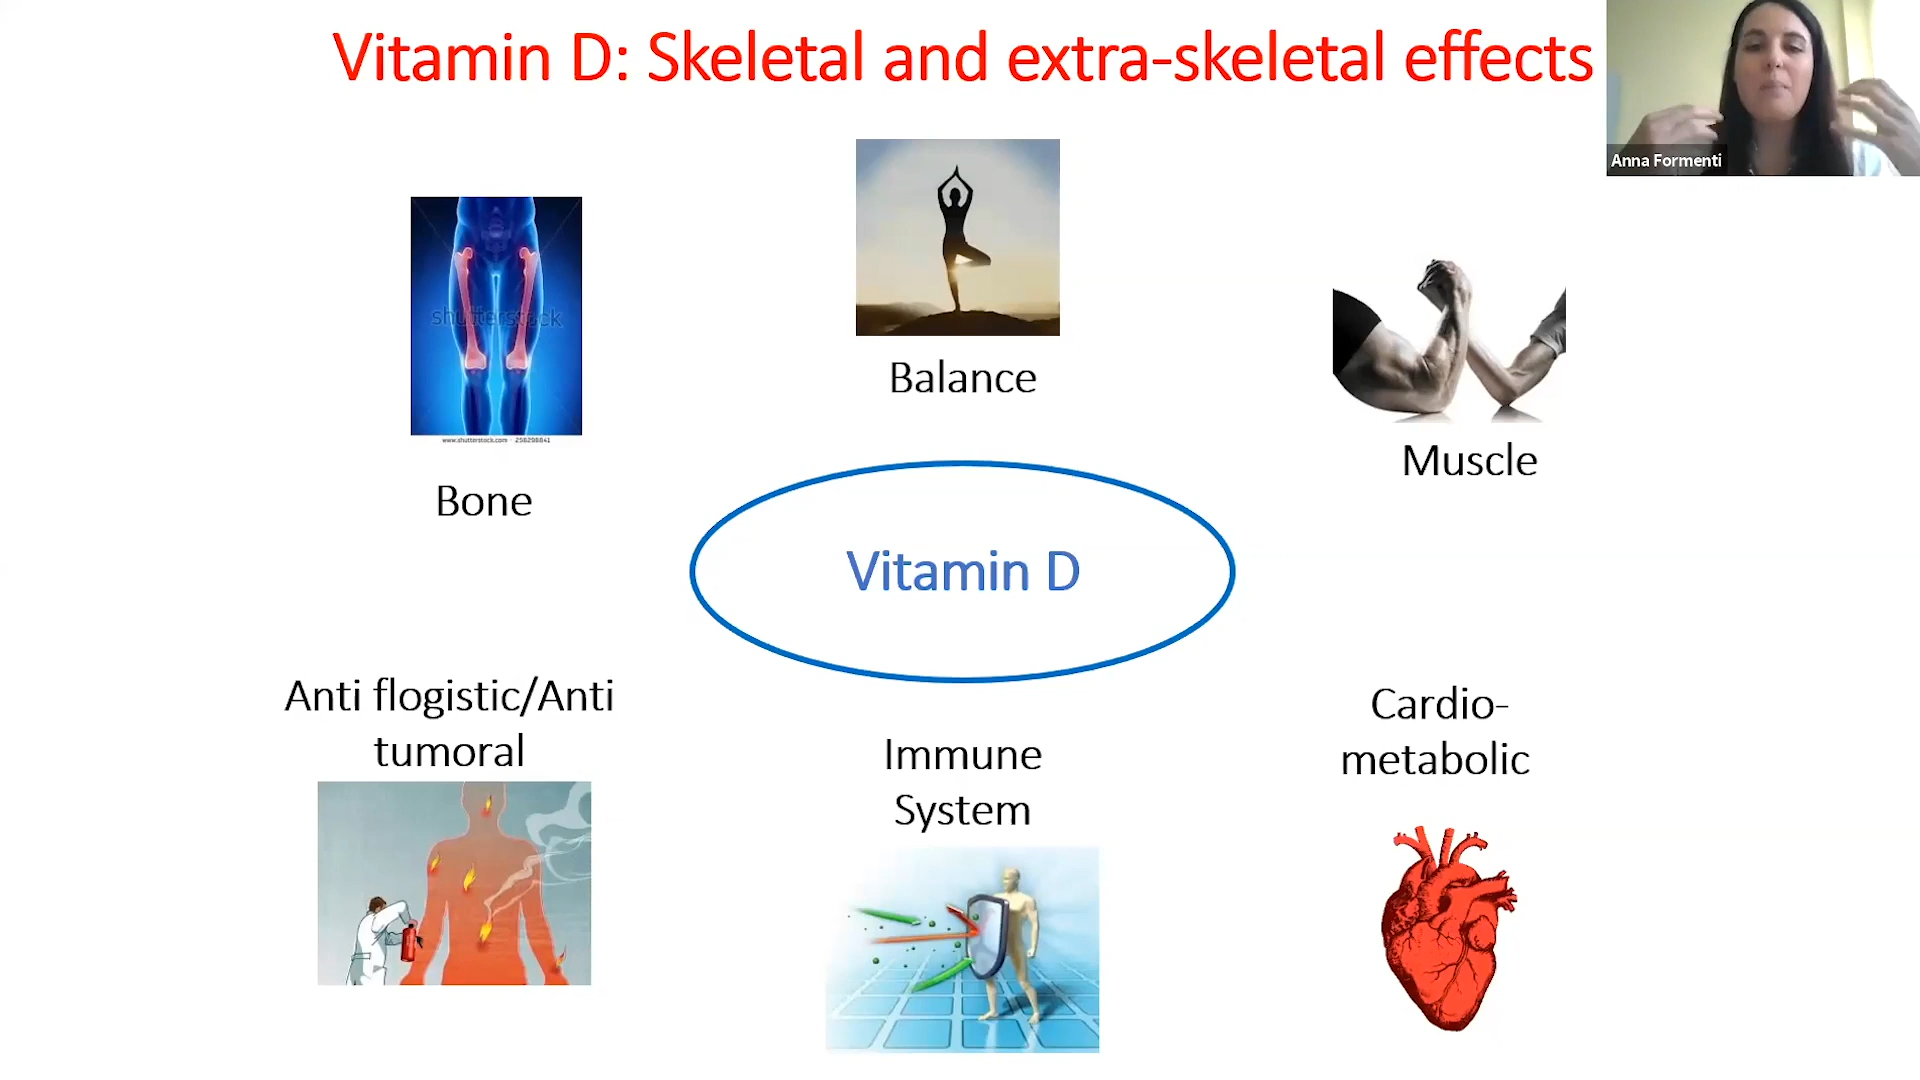 Vitamin D: Skeletal and extra-skeletal effects
Anna Formenti
shutterstock
www.shutterstock.com · 258298841
Balance
Muscle
Bone
Vitamin D
Anti flogistic/Anti
tumoral
Immune
System
Cardio-
metabolic